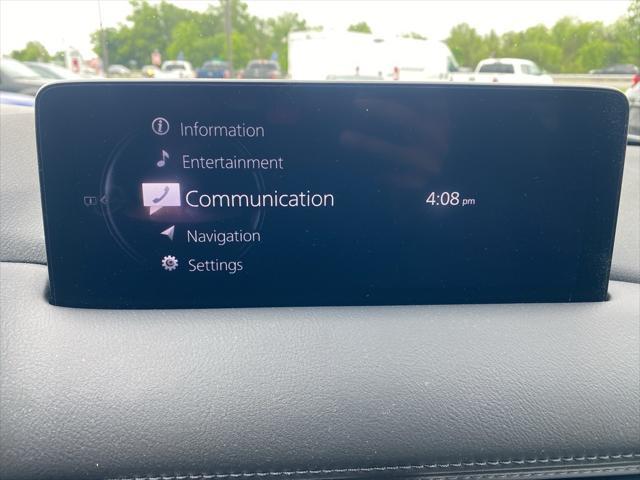 Information
Entertainment
Communication
4:08 pm
Navigation
Settings